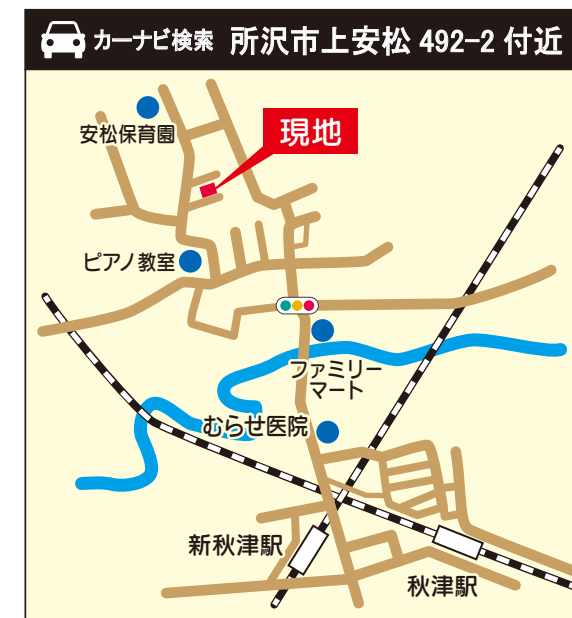 カーナビ検索 所沢市上安松 492-2 付近
安松保育園
現地
ピアノ教室
ファミリー
マート
むらせ医院
新秋津駅
秋津駅